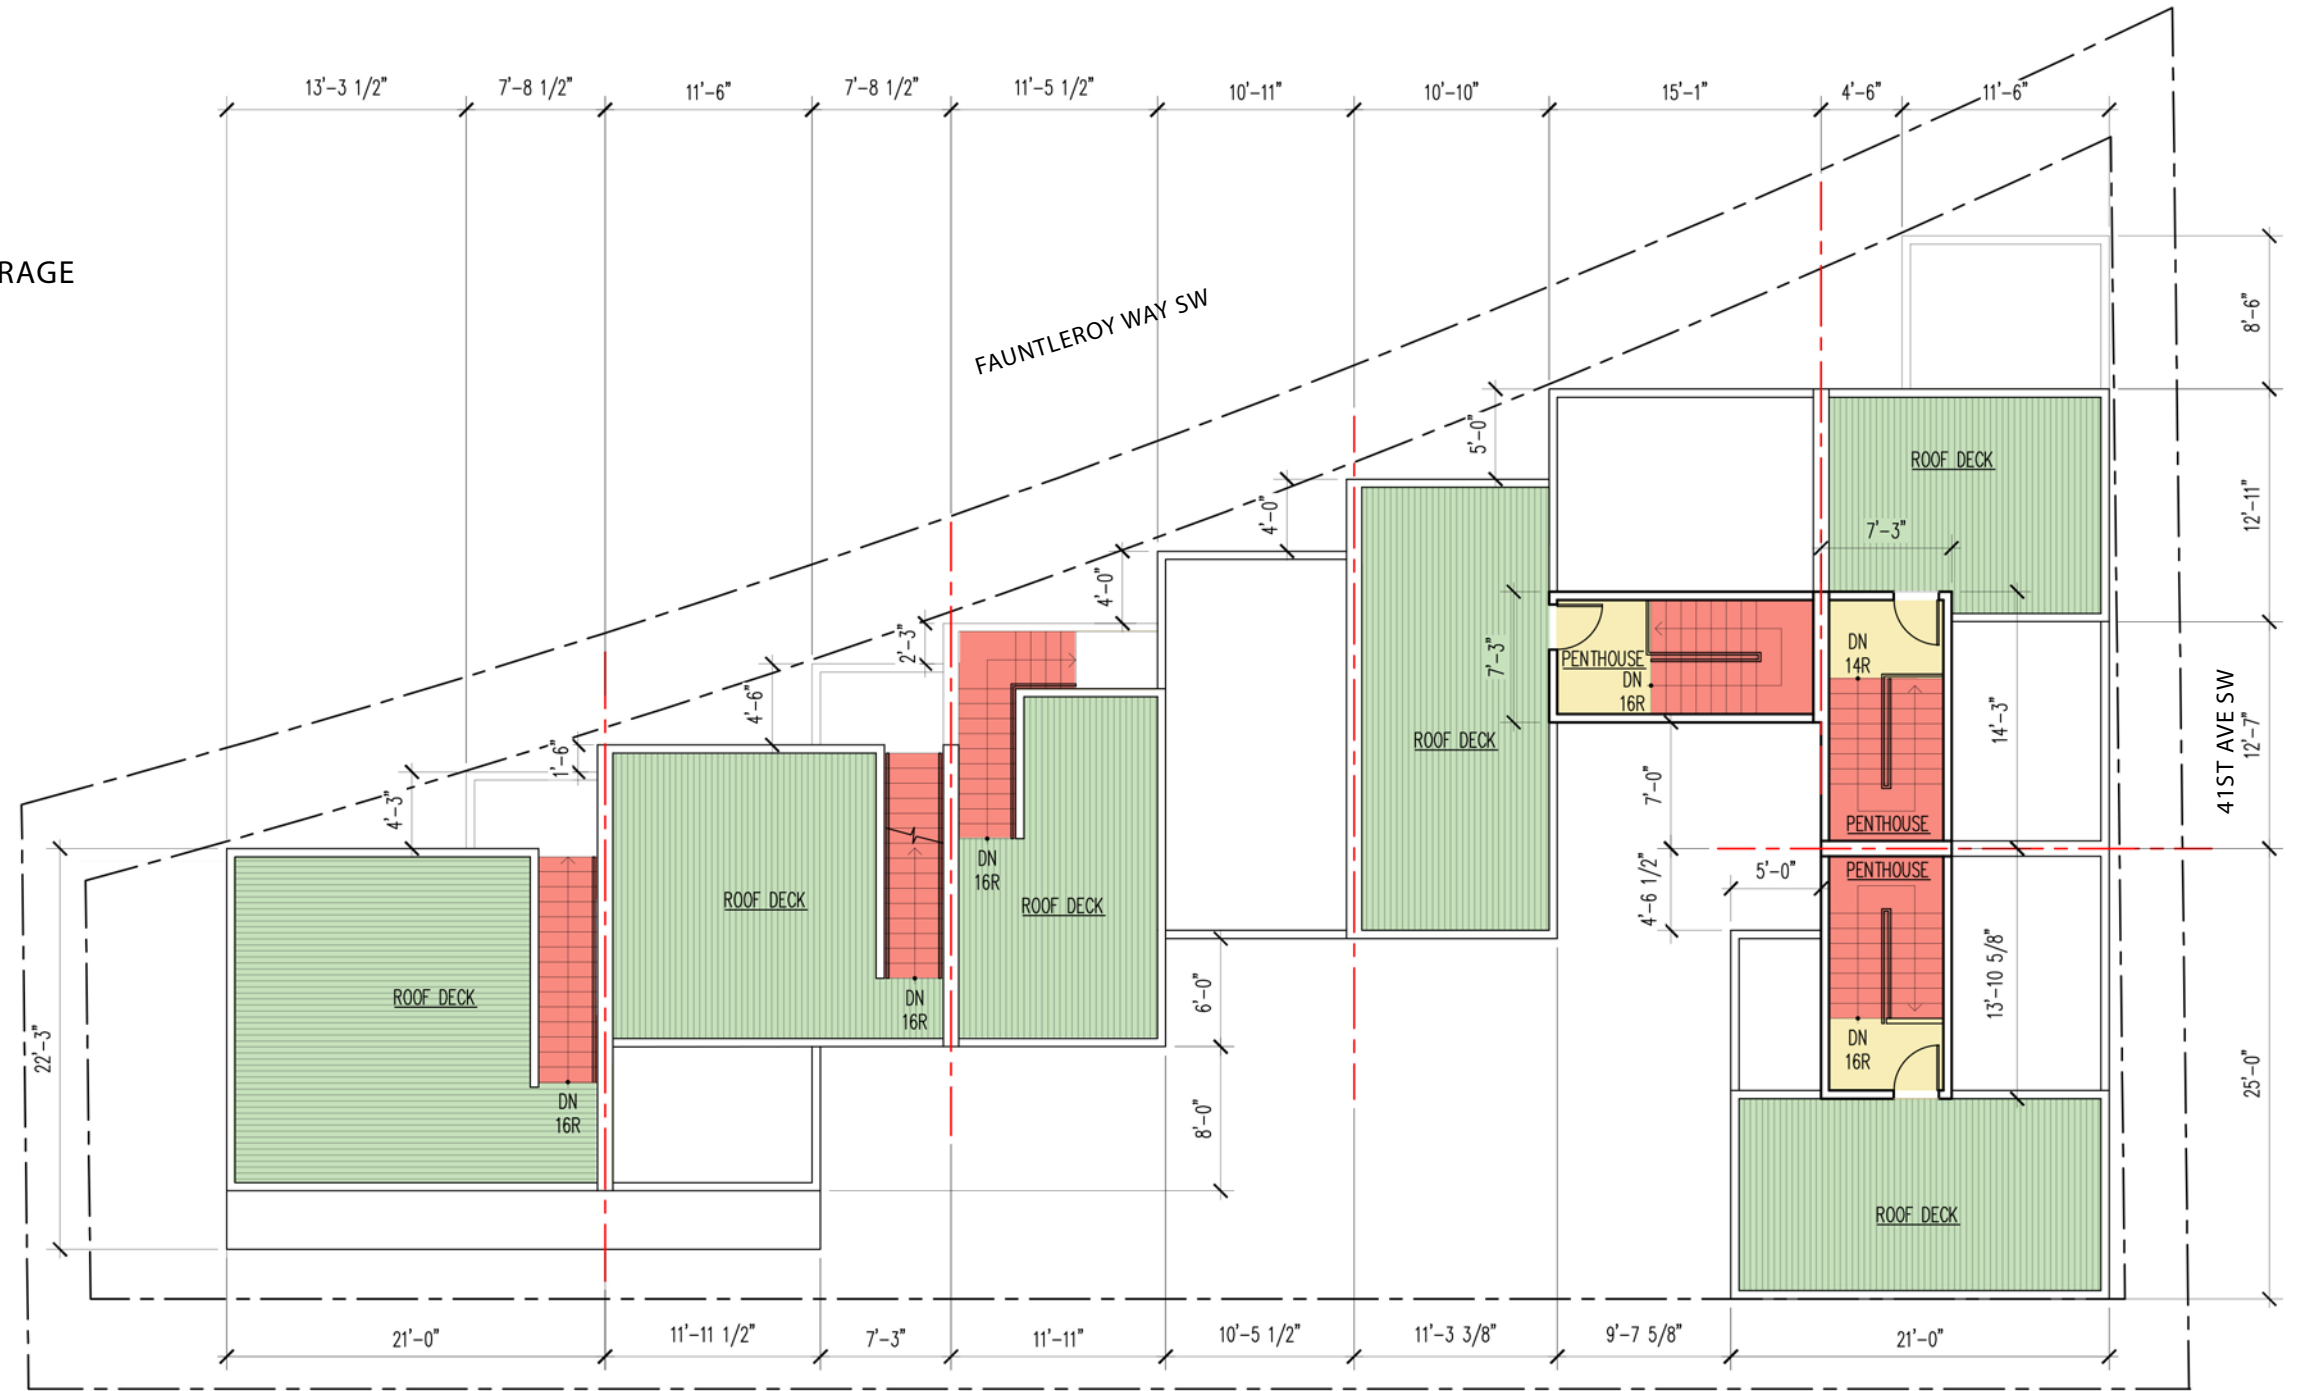 13'-3 1/2"
7'-8 1/2"
11'-6"
7'-8 1/2"
11'-5 1/2"
10'-11"
10'-10"
15'-1"
4'-6"
11'-6"
RAGE
FAUNTLEROY WAY SW
8'-6"
5'-0"
ROOF DECK
12'-11"
4'-0"
7'-3"
4'-0"
2'-3"
7'-3"
PENTHOUSE
DN
16R
DN
14R
4'-6"
ROOF DECK
14'-3"
12'-7"
41ST AVE SW
1'-6"
4'-3"
7'-0"
PENTHOUSE
DN
16R
PENTHOUSE
5'-0"
4'-6 1/2"
ROOF DECK
ROOF DECK
ROOF DECK
DN
16R
6'-0"
13'-10 5/8"
DN
16R
22'-3"
DN
16R
8'-0"
25'-0"
ROOF DECK
21'-0"
11'-11 1/2"
7'-3"
11'-11"
10'-5 1/2"
11'-3 3/8"
9'-7 5/8"
21'-0"